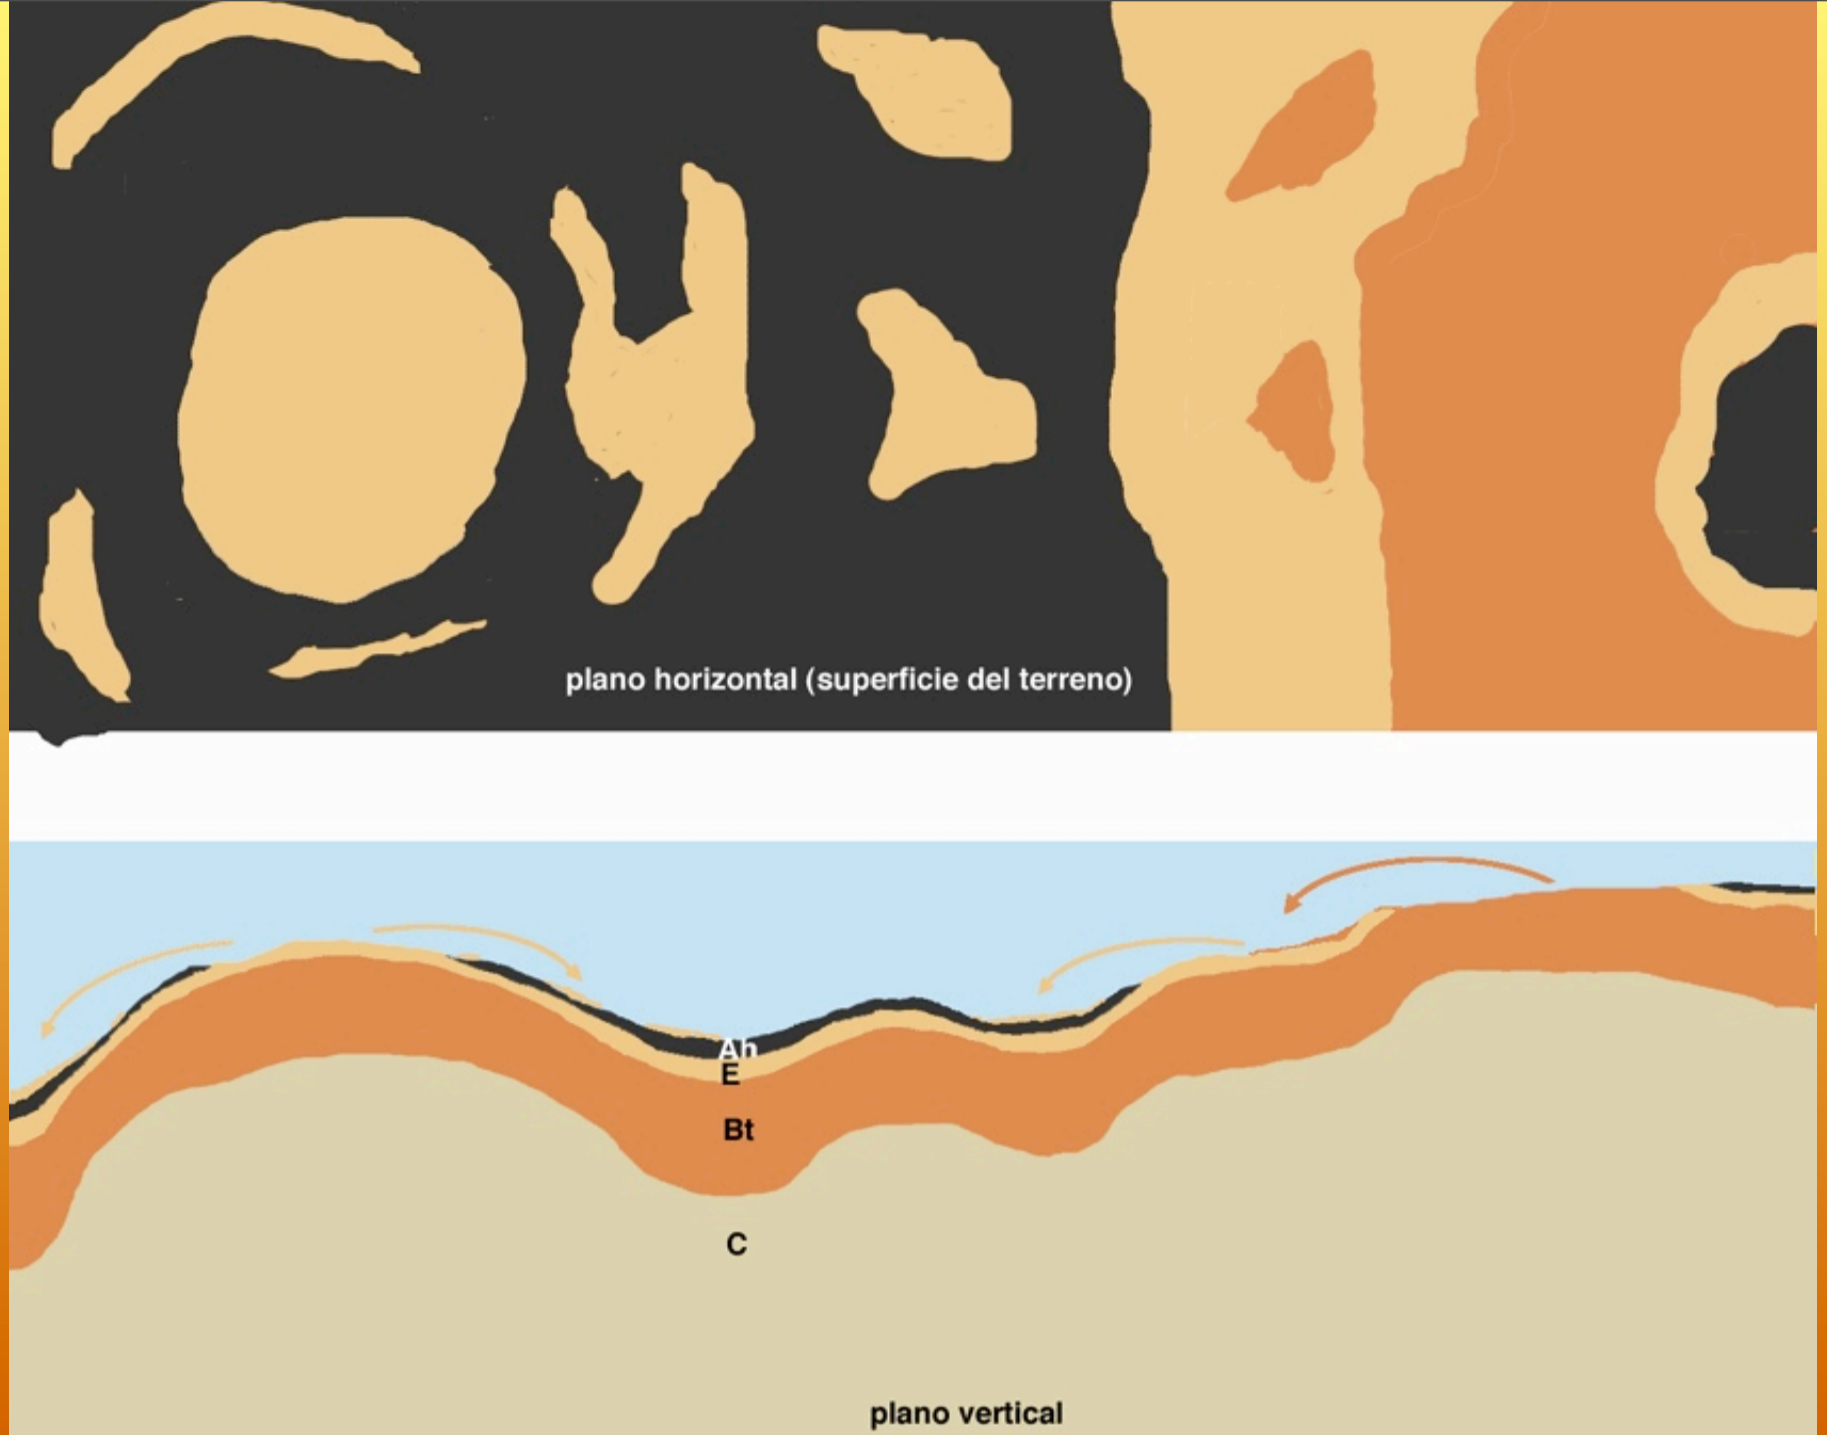 plano horizontal (superficie del terreno)
Ah
E
Bt
C
plano vertical